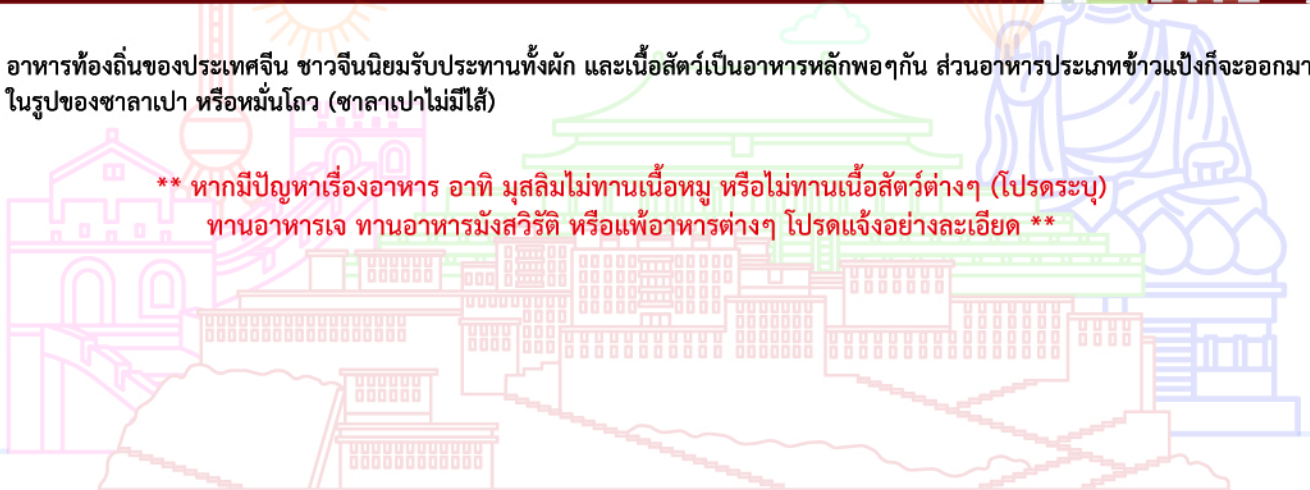 อาหารท้องถิ่นของประเทศจีน ชาวจีนนิยมรับประทานทั้งผัก และเนื้อสัตว์เป็นอาหารหลักพอๆกัน ส่วนอาหารประเภทข้าวแป้งก็จะออกมา
ในรูปของซาลาเปา หรือหมั่นโถว (ซาลาเปาไม่มีไส้)
** หากมีปัญหาเรื่องอาหาร อาทิ มุสลิมไม่ทานเนื้อหมู หรือไม่ทานเนื้อสัตว์ต่างๆ (โปรดระบุ)
ทานอาหารเจ ทานอาหารมังสวิรัติ หรือแพ้อาหารต่างๆ โปรดแจ้งอย่างละเอียด **